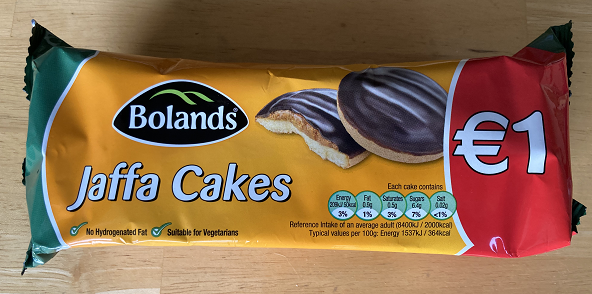 Bolands®
Jaffa Cakes
€1
Each cake contains
Energy
209kJ 50kcal
3%
Fat
0.9g
1%
Saturates
0.5g
3%
Sugars
6.4g
7%
Salt
0.02g
<1%
Reference Intake of an average adult (8400kJ / 2000kcal)
Typical values per 100g: Energy 1537kJ / 364kcal
No Hydrogenated Fat
Suitable for Vegetarians